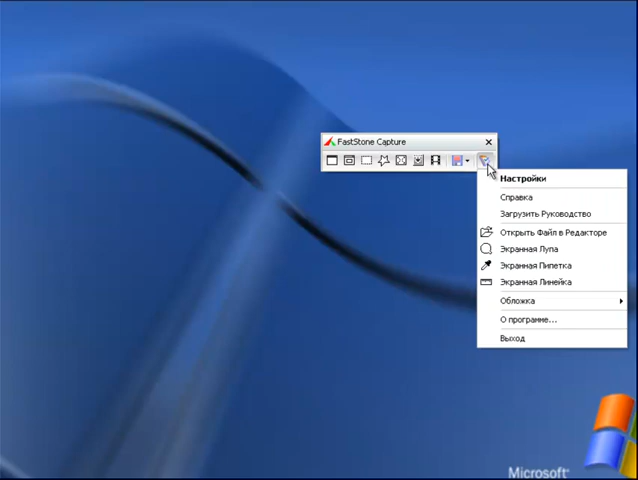 FastStone Capture
Настройки
Справка
Загрузить Руководство
Открыть Файл в Редакторе
Экранная Лупа
Экранная Пипетка
Экранная Линейка
Обложка
О программе...
Выход
Microsoft®